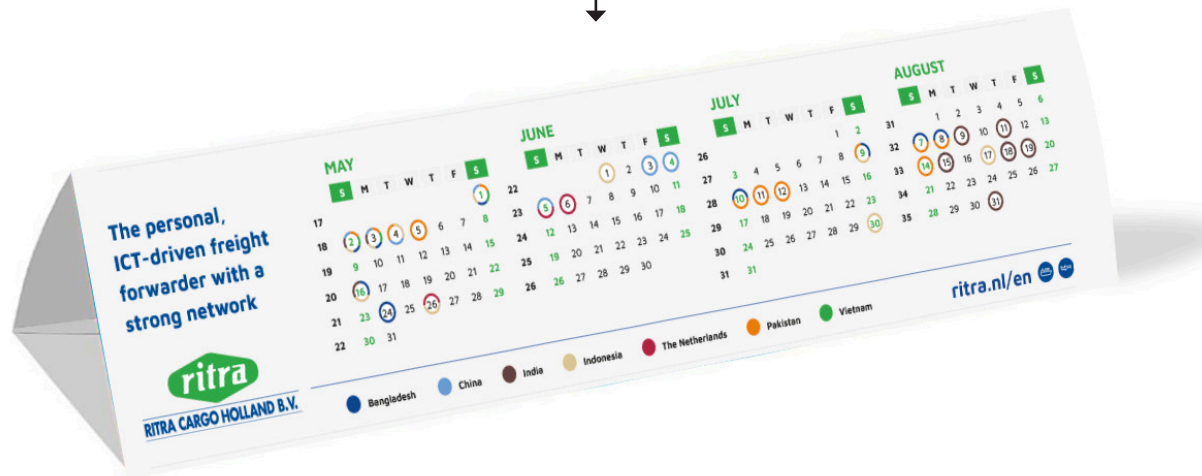 The personal,
ICT-driven freight
forwarder with a
strong network
ritra
RITRA CARGO HOLLAND B.V.
MAY
S M T W T F S
17 1
18 2 3 4 5 6 7 8
19 9 10 11 12 13 14 15
20 16 17 18 19 20 21 22
21 23 24 25 26 27 28 29
22 30 31
JUNE
S M T W T F S
22 1 2 3 4
23 5 6 7 8 9 10 11
24 12 13 14 15 16 17 18
25 19 20 21 22 23 24 25
26 26 27 28 29 30
JULY
S M T W T F S
26 1 2
27 3 4 5 6 7 8 9
28 10 11 12 13 14 15 16
29 17 18 19 20 21 22 23
30 24 25 26 27 28 29 30
31 31
AUGUST
S M T W T F S
31 1 2 3 4 5 6
32 7 8 9 10 11 12 13
33 14 15 16 17 18 19 20
34 21 22 23 24 25 26 27
35 28 29 30 31
Bangladesh China India Indonesia The Netherlands Pakistan Vietnam
ritra.nl/en